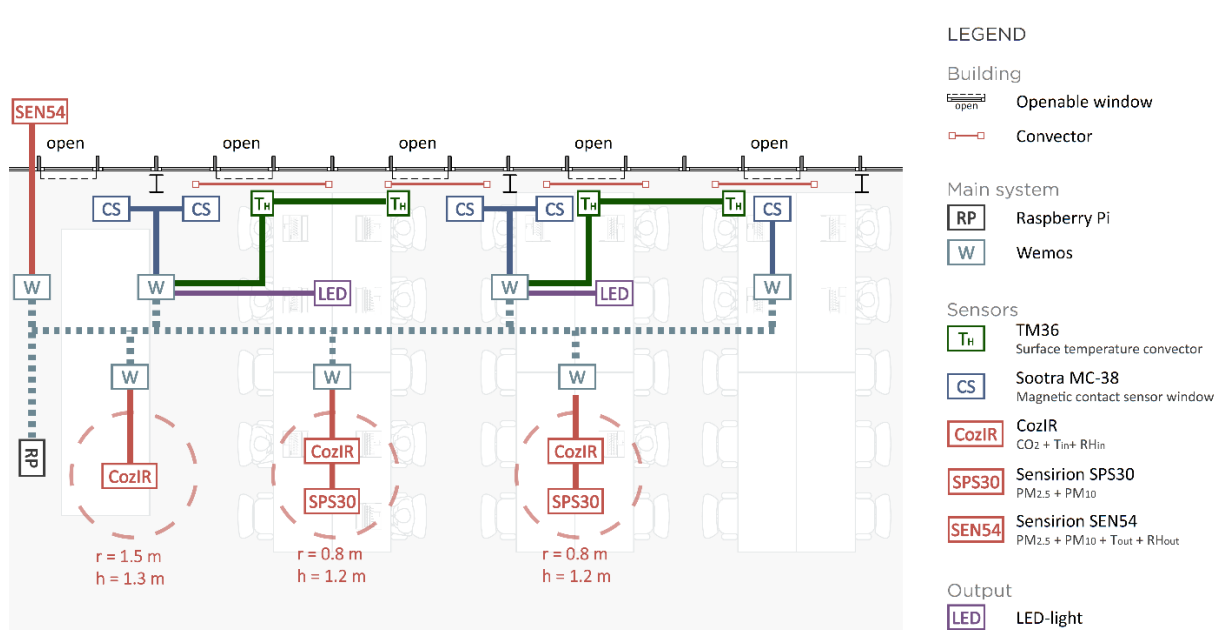 SEN54
open
open
open
open
open
CS
CS
TH
TH
CS
CS
TH
TH
CS
W
W
LED
W
LED
W
W
W
W
RP
CozIR
CozIR
CozIR
SPS30
SPS30
r = 1.5 m
h = 1.3 m
r = 0.8 m
h = 1.2 m
r = 0.8 m
h = 1.2 m
LEGEND
Building
open
Openable window
Convector
Main system
RP
Raspberry Pi
W
Wemos
Sensors
TH
TM36
Surface temperature convector
CS
Sootra MC-38
Magnetic contact sensor window
CozIR
CozIR
CO2 + Tin+ RHin
SPS30
Sensirion SPS30
PM2.5 + PM10
SEN54
Sensirion SEN54
PM2.5 + PM10 + Tout + RHout
Output
LED
LED-light